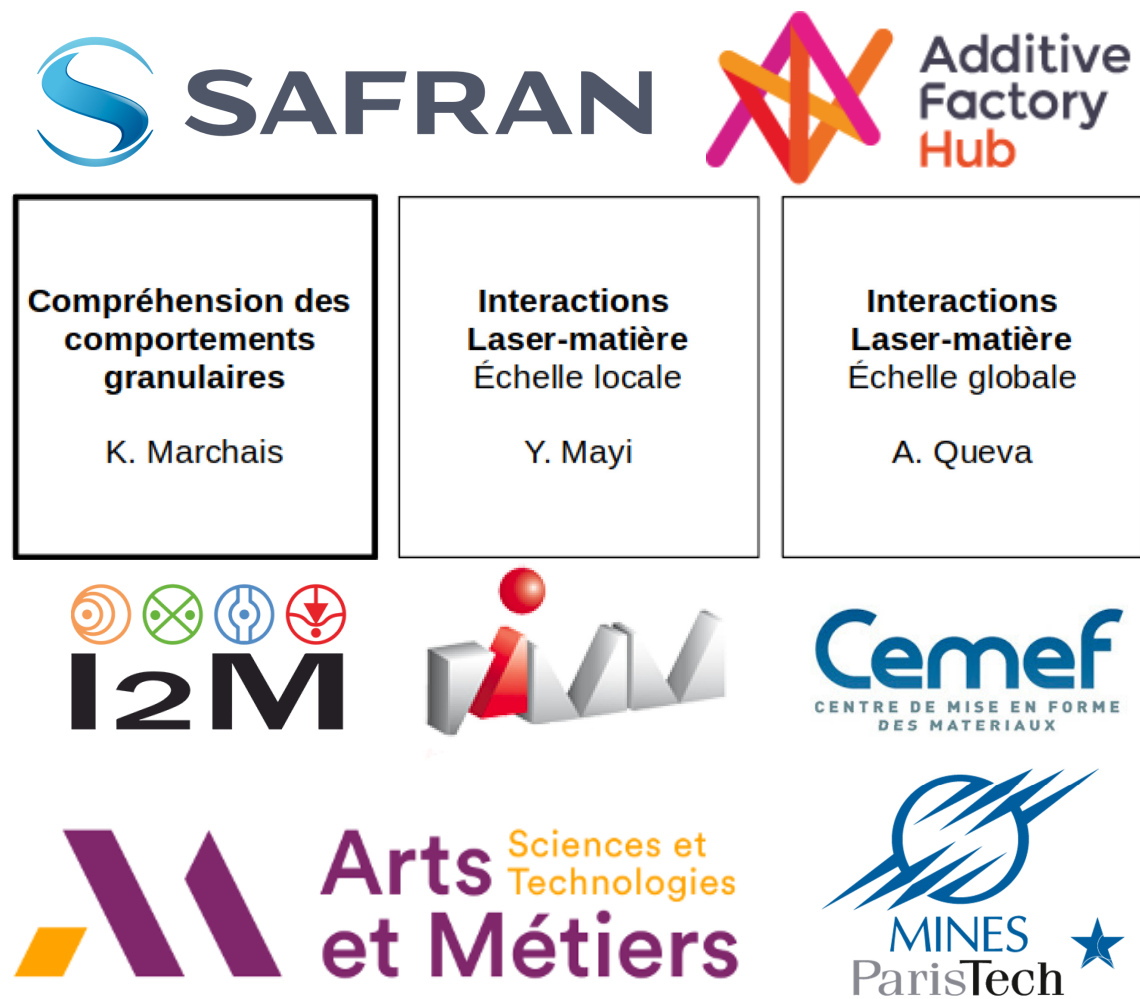 SAFRAN
Additive
Factory
Hub
Compréhension des
comportements
granulaires
K. Marchais
Interactions
Laser-matière
Échelle locale
Y. Mayi
Interactions
Laser-matière
Échelle globale
A. Queva
I2M
PIMM
Cemef
CENTRE DE MISE EN FORME
DES MATERIAUX
Arts
et Métiers
Sciences et
Technologies
MINES
ParisTech